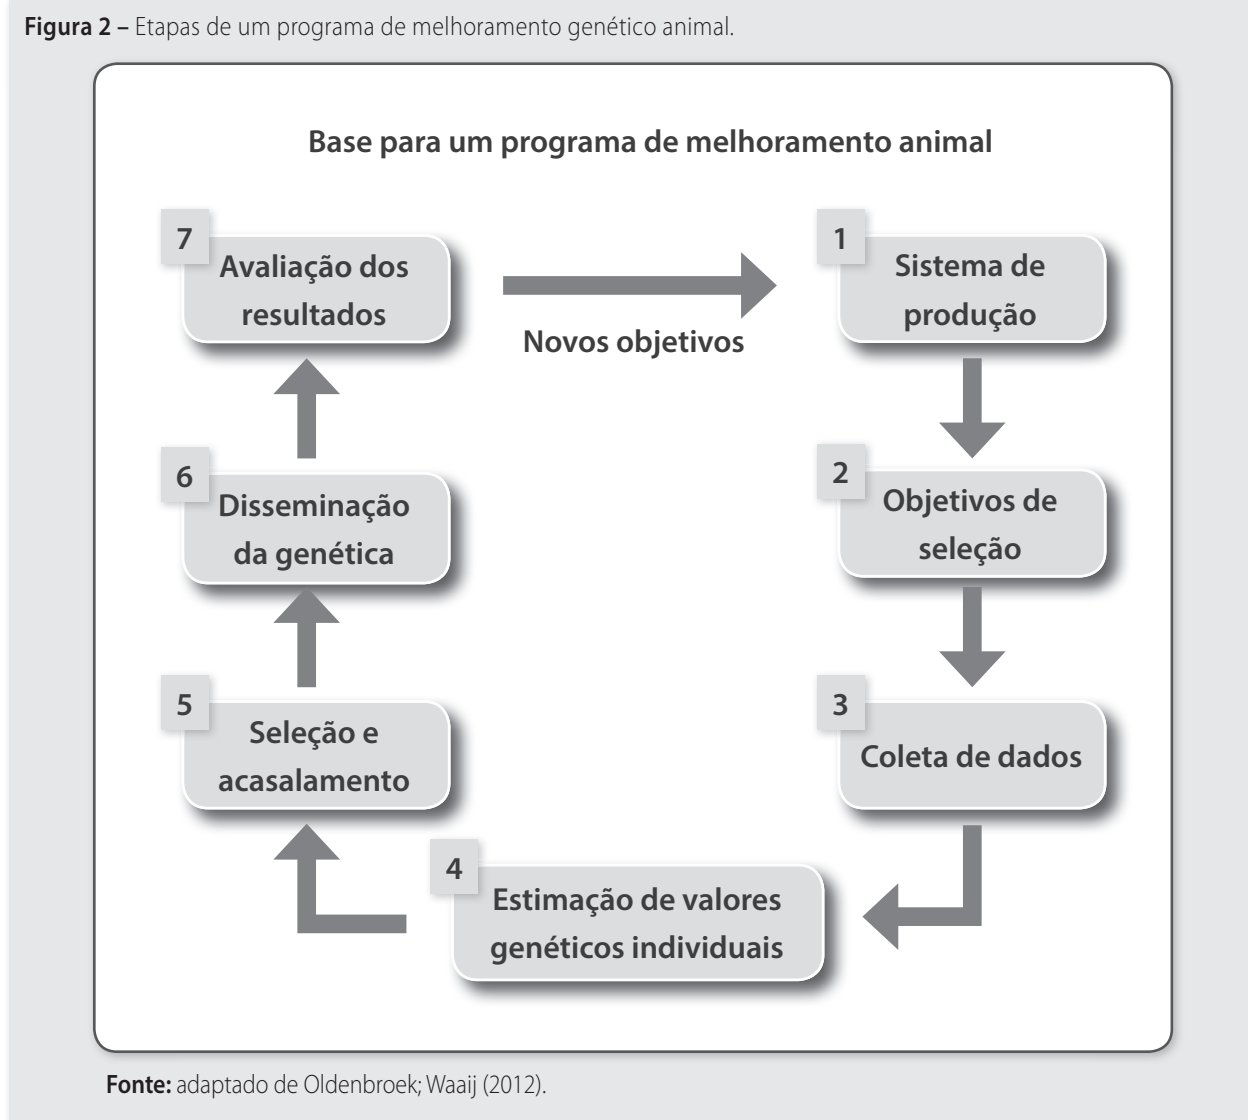 Figura 2 – Etapas de um programa de melhoramento genético animal.
Base para um programa de melhoramento animal
7
Avaliação dos
resultados
Novos objetivos
1
Sistema de
produção
2
Objetivos de
seleção
3
Coleta de dados
4
Estimação de valores
genéticos individuais
5
Seleção e
acasalamento
6
Disseminação
da genética
Fonte: adaptado de Oldenbroek; Waaij (2012).